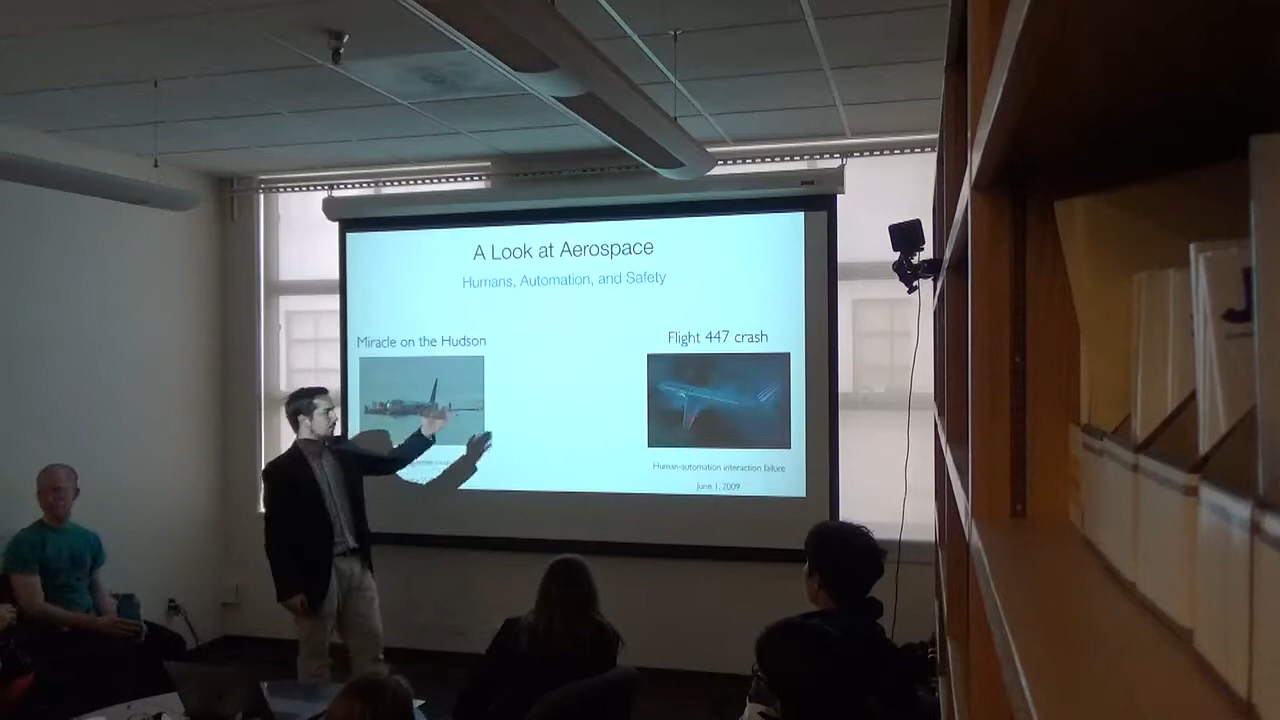 A Look at Aerospace
Humans, Automation, and Safety
Miracle on the Hudson
Flight 447 crash
Human-automation interaction failure
June 1, 2009